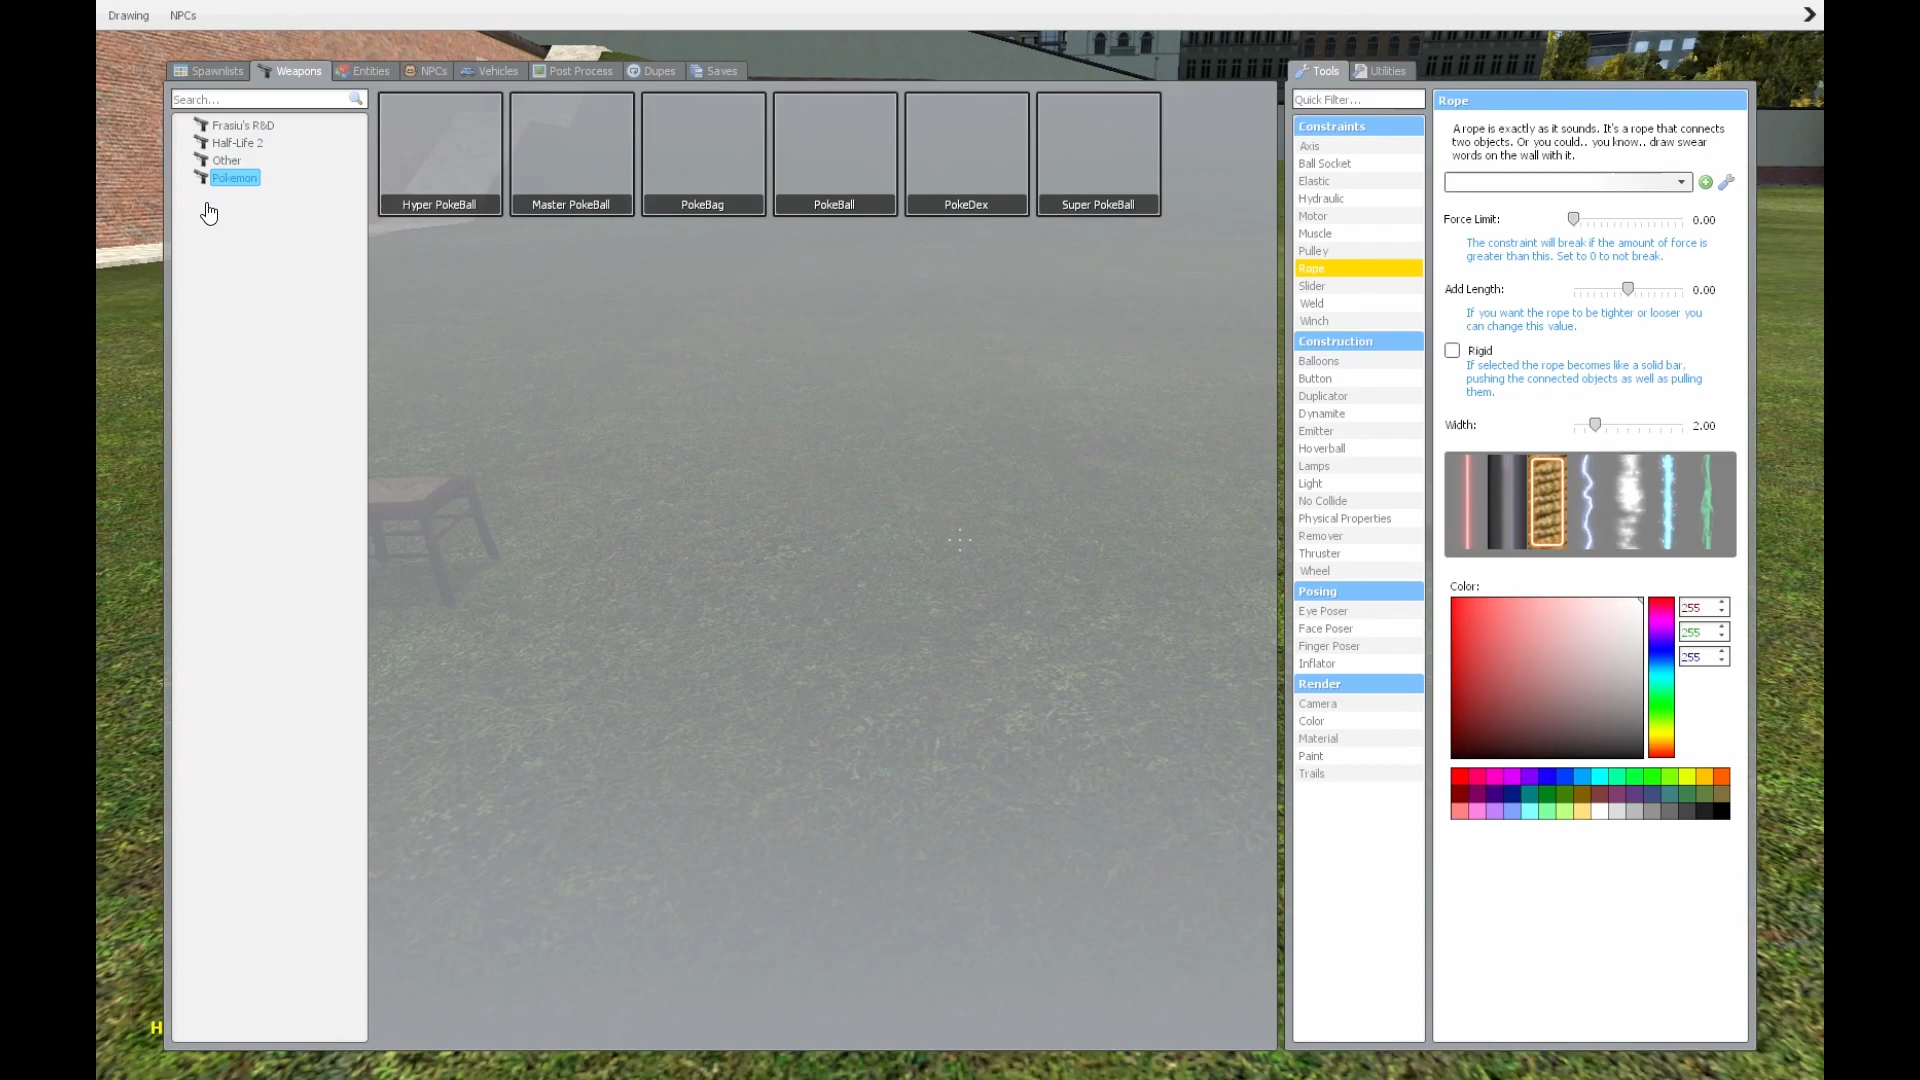 Drawing NPCs
Spawnlists Weapons Entities NPCs Vehicles Post Process Dupes Saves
Search...
Frasiu's R&D
Half-Life 2
Other
Pokemon
Hyper PokeBall Master PokeBall PokeBag PokeBall PokeDex Super PokeBall
H
Tools Utilities
Quick Filter...
Constraints
Axis
Ball Socket
Elastic
Hydraulic
Motor
Muscle
Pulley
Rope
Slider
Weld
Winch
Construction
Balloons
Button
Duplicator
Dynamite
Emitter
Hoverball
Lamps
Light
No Collide
Physical Properties
Remover
Thruster
Wheel
Posing
Eye Poser
Face Poser
Finger Poser
Inflator
Render
Camera
Color
Material
Paint
Trails
Rope
A rope is exactly as it sounds. It's a rope that connects
two objects. Or you could.. you know.. draw swear
words on the wall with it.
Force Limit: 0.00
The constraint will break if the amount of force is
greater than this. Set to 0 to not break.
Add Length: 0.00
If you want the rope to be tighter or looser you
can change this value.
Rigid
If selected the rope becomes like a solid bar,
pushing the connected objects as well as pulling
them.
Width: 2.00
Color:
255
255
255